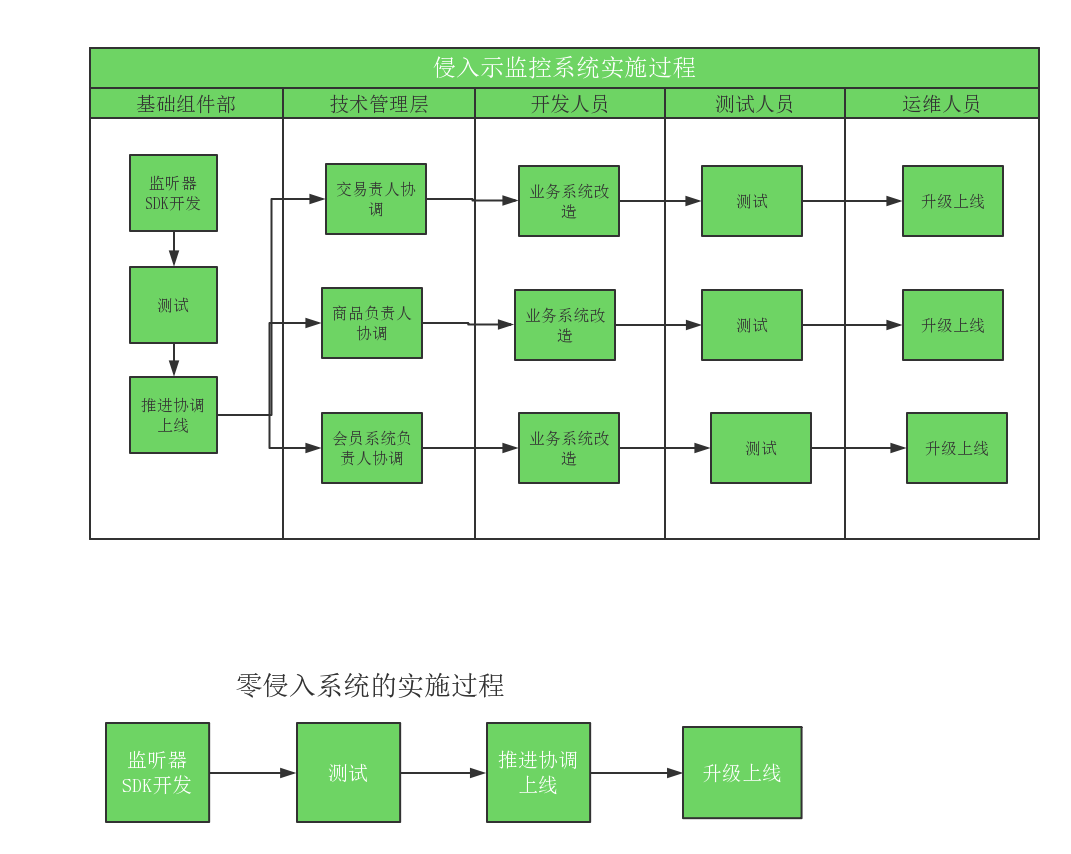 侵入示监控系统实施过程
基础组件部
技术管理层
开发人员
测试人员
运维人员
监听器
SDK开发
测试
推进协调
上线
交易责人协
调
业务系统改
造
测试
升级上线
商品负责人
协调
业务系统改
造
测试
升级上线
会员系统负
责人协调
业务系统改
造
测试
升级上线
零侵入系统的实施过程
监听器
SDK开发
测试
推进协调
上线
升级上线